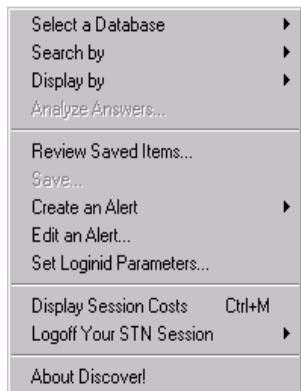 Select a Database
Search by
Display by
Analyze Answers...
Review Saved Items...
Save...
Create an Alert
Edit an Alert...
Set Loginid Parameters...
Display Session Costs Ctrl+M
Logoff Your STN Session
About Discover!